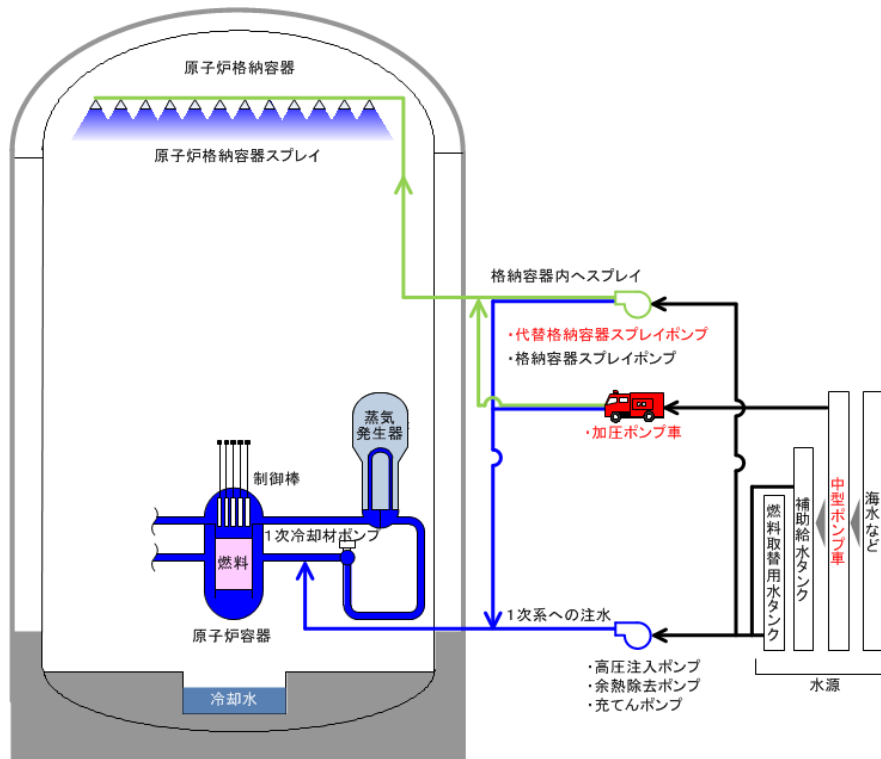 原子炉格納容器
原子炉格納容器スプレイ
格納容器内へスプレイ
・代替格納容器スプレイポンプ
・格納容器スプレイポンプ
・加圧ポンプ車
蒸気
発生器
制御棒
1次冷却材ポンプ
燃料
原子炉容器
冷却水
1次系への注水
・高圧注入ポンプ
・余熱除去ポンプ
・充てんポンプ
燃料取替用水タンク
補助給水タンク
中型ポンプ車
海水など
水源